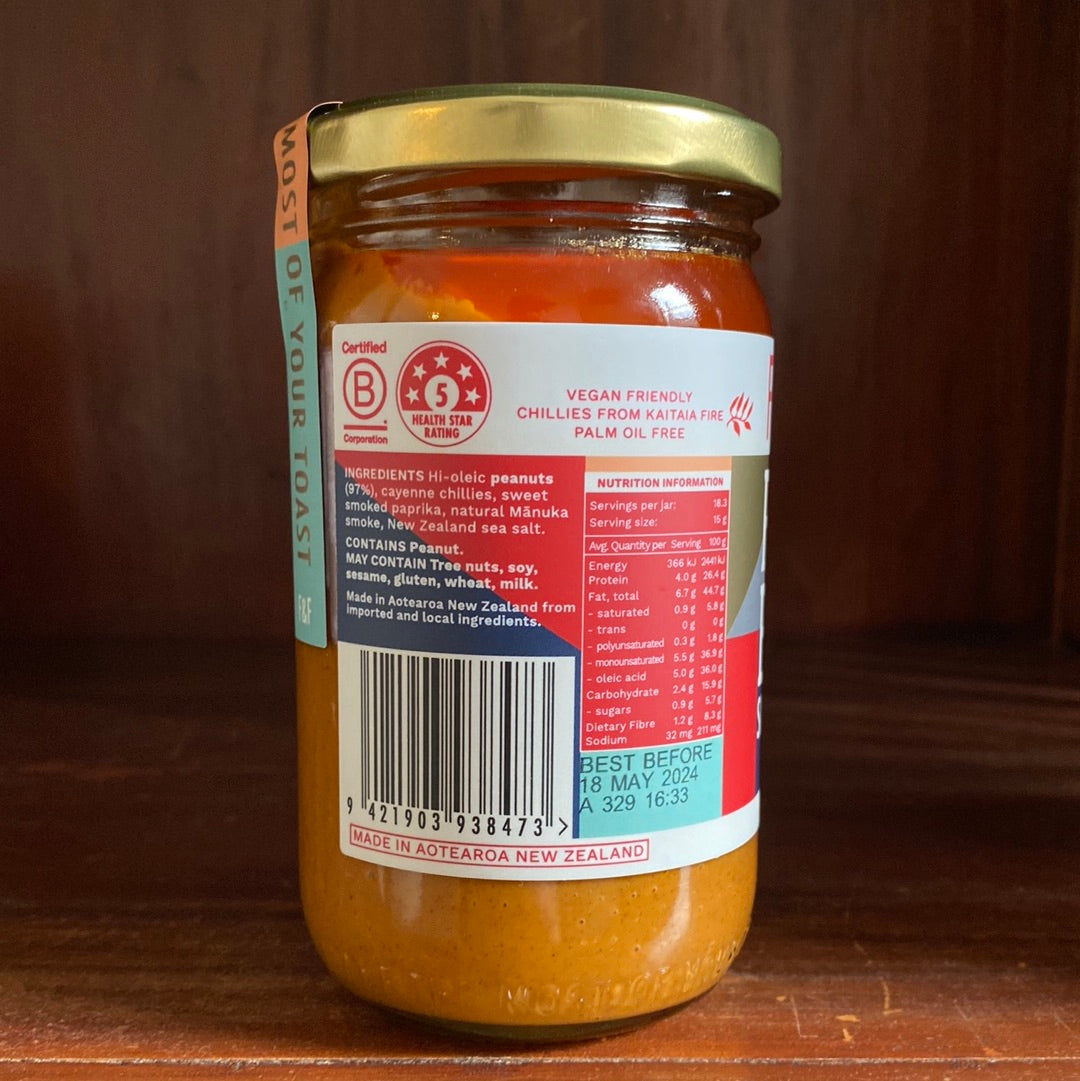 MOST OF YOUR TOAST
F&F
Certified
B
Corporation
5
HEALTH STAR
RATING
VEGAN FRIENDLY
CHILLIES FROM KAITAIA FIRE
PALM OIL FREE
INGREDIENTS Hi-oleic peanuts
(97%), cayenne chillies, sweet
smoked paprika, natural Mānuka
smoke, New Zealand sea salt.
CONTAINS Peanut.
MAY CONTAIN Tree nuts, soy,
sesame, gluten, wheat, milk.
Made in Aotearoa New Zealand from
imported and local ingredients.
NUTRITION INFORMATION
Servings per jar: 18.3
Serving size: 15 g
Avg. Quantity per Serving 100 g
Energy 366 kJ 2441 kJ
Protein 4.0 g 26.4 g
Fat, total 6.7 g 44.7 g
- saturated 0.9 g 5.8 g
- trans 0 g 0 g
- polyunsaturated 0.3 g 1.8 g
- monounsaturated 5.5 g 36.9 g
- oleic acid 5.0 g 36.0 g
Carbohydrate 2.4 g 15.9 g
- sugars 0.9 g 5.7 g
Dietary Fibre 1.2 g 8.3 g
Sodium 32 mg 211 mg
BEST BEFORE
18 MAY 2024
A 329 16:33
9 421903 938473 >
MADE IN AOTEAROA NEW ZEALAND